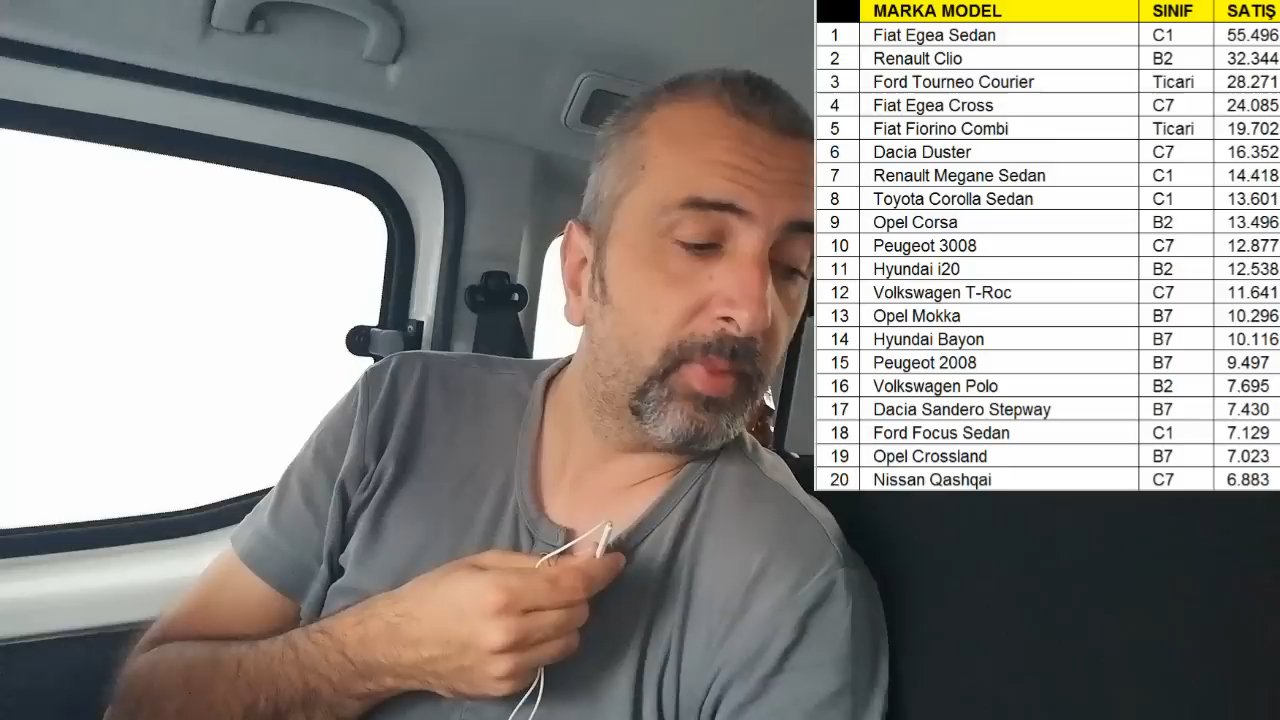 MARKA MODEL SINIF SATIŞ
1 Fiat Egea Sedan C1 55.496
2 Renault Clio B2 32.344
3 Ford Tourneo Courier Ticari 28.271
4 Fiat Egea Cross C7 24.085
5 Fiat Fiorino Combi Ticari 19.702
6 Dacia Duster C7 16.352
7 Renault Megane Sedan C1 14.418
8 Toyota Corolla Sedan C1 13.601
9 Opel Corsa B2 13.496
10 Peugeot 3008 C7 12.877
11 Hyundai i20 B2 12.538
12 Volkswagen T-Roc C7 11.641
13 Opel Mokka B7 10.296
14 Hyundai Bayon B7 10.116
15 Peugeot 2008 B7 9.497
16 Volkswagen Polo B2 7.695
17 Dacia Sandero Stepway B7 7.430
18 Ford Focus Sedan C1 7.129
19 Opel Crossland B7 7.023
20 Nissan Qashqai C7 6.883